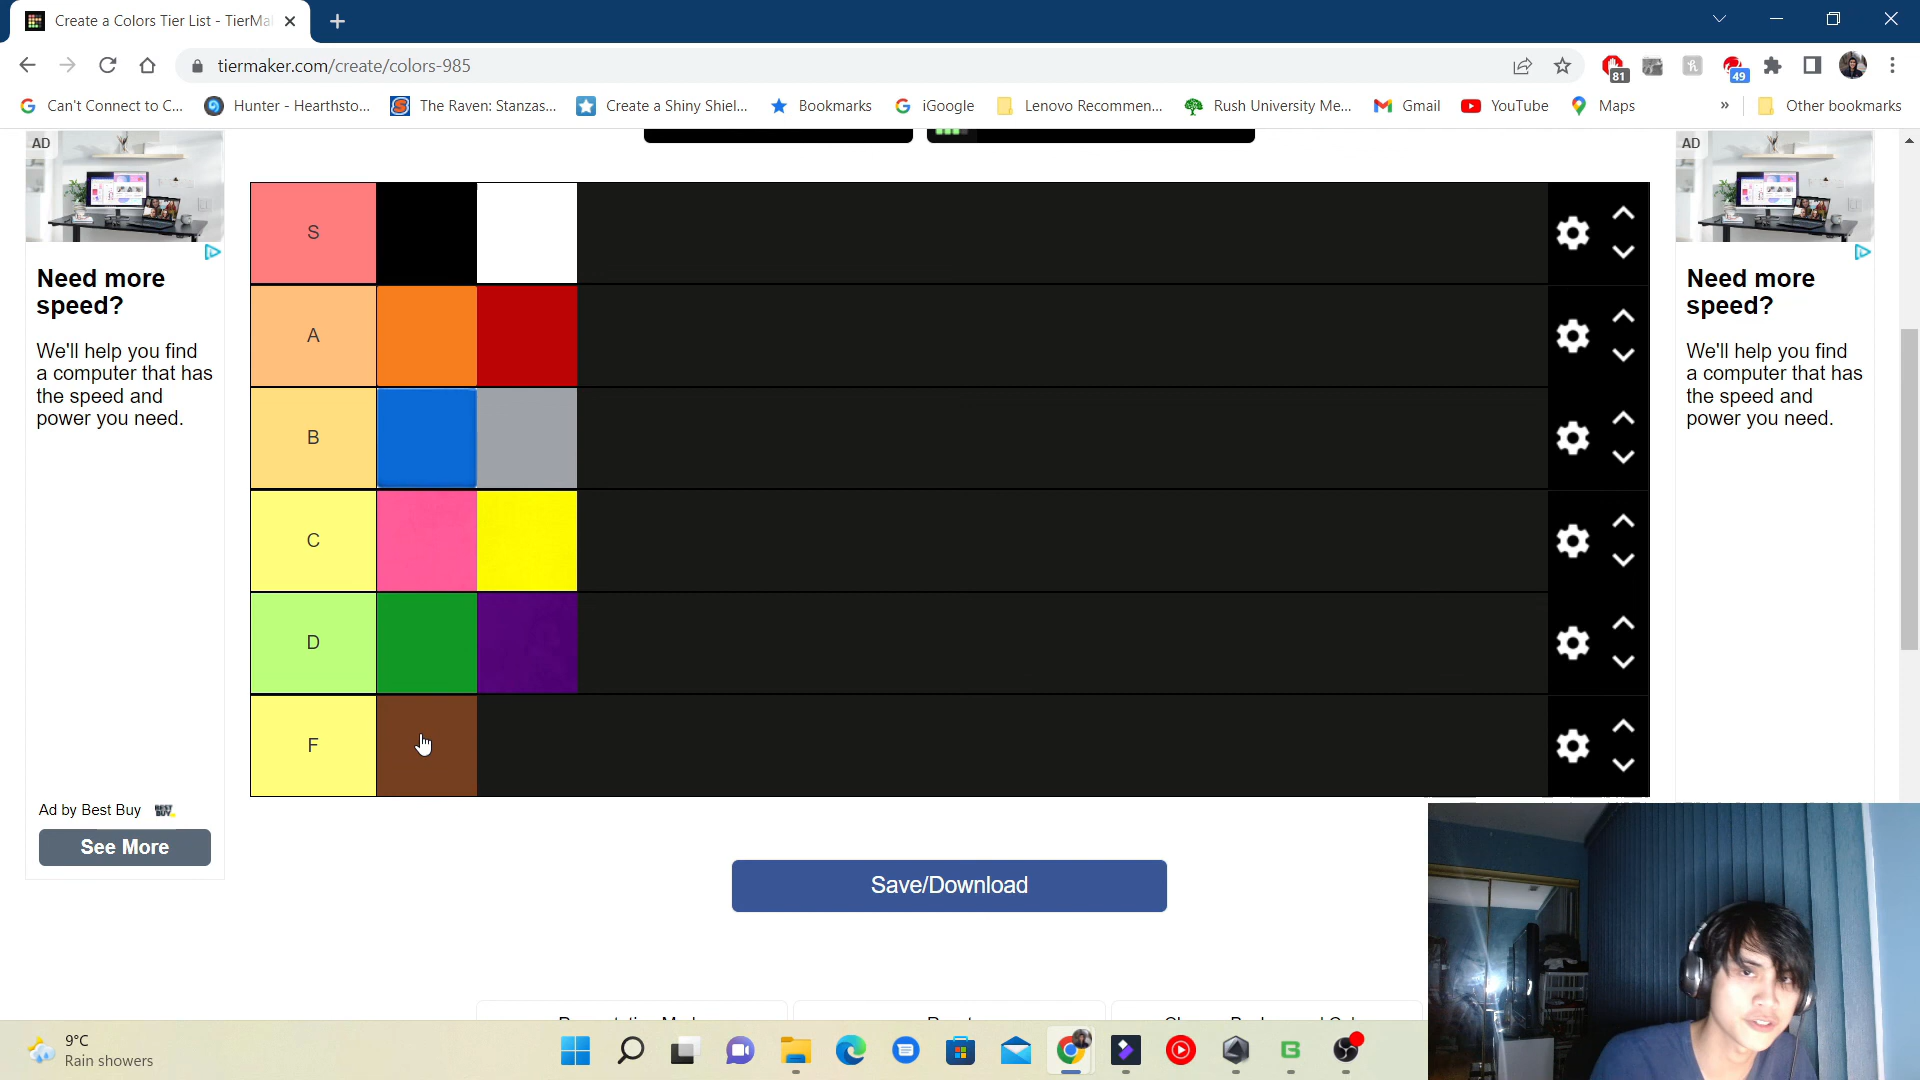 Create a Colors Tier List - TierMa
tiermaker.com/create/colors-985
81
49
Can't Connect to C...
Hunter - Hearthsto...
The Raven: Stanzas...
Create a Shiny Shiel...
Bookmarks
iGoogle
Lenovo Recommen...
Rush University Me...
Gmail
YouTube
Maps
»
Other bookmarks
AD
Need more
speed?
We'll help you find
a computer that has
the speed and
power you need.
Ad by Best Buy
BEST BUY
See More
S
A
B
C
D
F
Save/Download
AD
Need more
speed?
We'll help you find
a computer that has
the speed and
power you need.
9°C
Rain showers